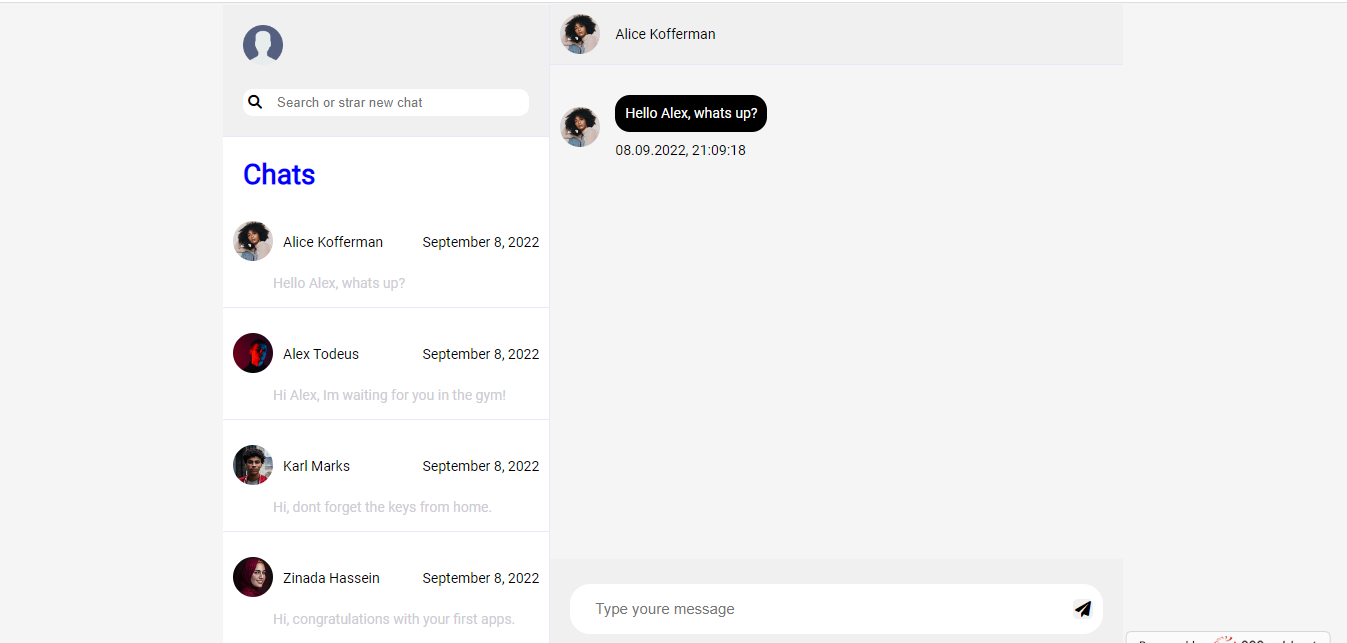 Search or strar new chat
Chats
Alice Kofferman
September 8, 2022
Hello Alex, whats up?
Alex Todeus
September 8, 2022
Hi Alex, Im waiting for you in the gym!
Karl Marks
September 8, 2022
Hi, dont forget the keys from home.
Zinada Hassein
September 8, 2022
Hi, congratulations with your first apps.
Alice Kofferman
Hello Alex, whats up?
08.09.2022, 21:09:18
Type youre message